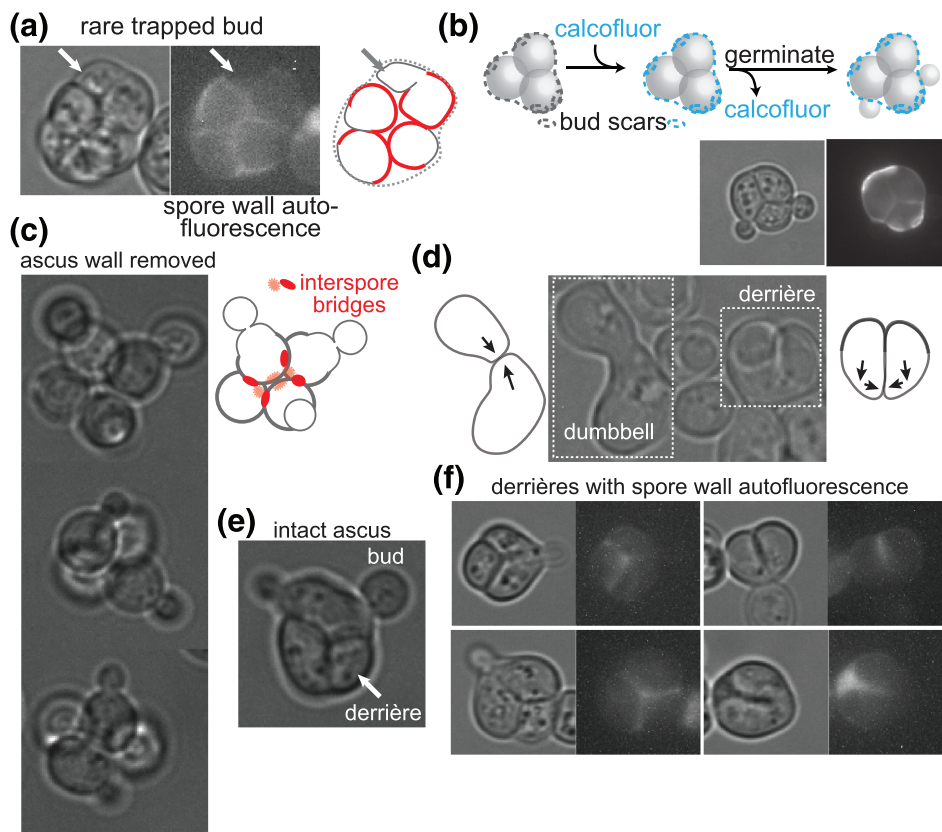 (a)
rare trapped bud
spore wall auto-
fluorescence
(b)
calcofluor
germinate
calcofluor
bud scars
(c)
ascus wall removed
interspore
bridges
(d)
derrière
dumbbell
(e)
intact ascus
bud
derrière
(f)
derrières with spore wall autofluorescence